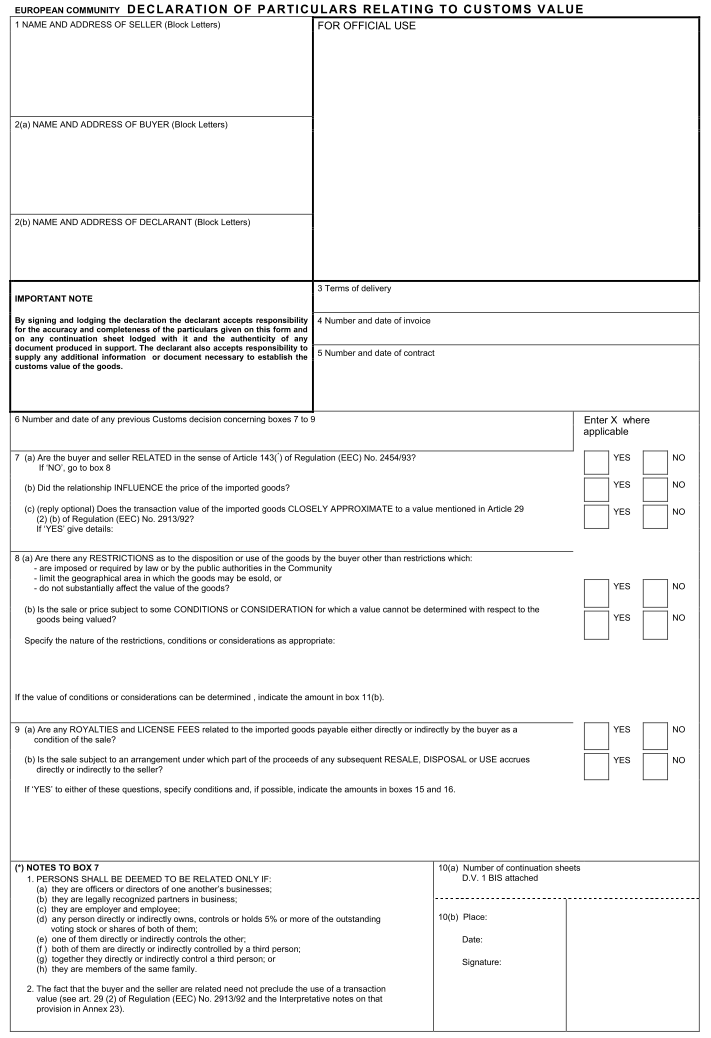 EUROPEAN COMMUNITY DECLARATION OF PARTICULARS RELATING TO CUSTOMS VALUE
1 NAME AND ADDRESS OF SELLER (Block Letters)
FOR OFFICIAL USE
2(a) NAME AND ADDRESS OF BUYER (Block Letters)
2(b) NAME AND ADDRESS OF DECLARANT (Block Letters)
IMPORTANT NOTE
By signing and lodging the declaration the declarant accepts responsibility
for the accuracy and completeness of the particulars given on this form and
on any continuation sheet lodged with it and the authenticity of any
document produced in support. The declarant also accepts responsibility to
supply any additional information or document necessary to establish the
customs value of the goods.
3 Terms of delivery
4 Number and date of invoice
5 Number and date of contract
6 Number and date of any previous Customs decision concerning boxes 7 to 9
Enter X where
applicable
7 (a) Are the buyer and seller RELATED in the sense of Article 143(*) of Regulation (EEC) No. 2454/93?
If 'NO', go to box 8
YES NO
(b) Did the relationship INFLUENCE the price of the imported goods?
YES NO
(c) (reply optional) Does the transaction value of the imported goods CLOSELY APPROXIMATE to a value mentioned in Article 29
(2) (b) of Regulation (EEC) No. 2913/92?
If 'YES' give details:
YES NO
8 (a) Are there any RESTRICTIONS as to the disposition or use of the goods by the buyer other than restrictions which:
- are imposed or required by law or by the public authorities in the Community
- limit the geographical area in which the goods may be esold, or
- do not substantially affect the value of the goods?
YES NO
(b) Is the sale or price subject to some CONDITIONS or CONSIDERATION for which a value cannot be determined with respect to the
goods being valued?
YES NO
Specify the nature of the restrictions, conditions or considerations as appropriate:
If the value of conditions or considerations can be determined , indicate the amount in box 11(b).
9 (a) Are any ROYALTIES and LICENSE FEES related to the imported goods payable either directly or indirectly by the buyer as a
condition of the sale?
YES NO
(b) Is the sale subject to an arrangement under which part of the proceeds of any subsequent RESALE, DISPOSAL or USE accrues
directly or indirectly to the seller?
YES NO
If 'YES' to either of these questions, specify conditions and, if possible, indicate the amounts in boxes 15 and 16.
(*) NOTES TO BOX 7
1. PERSONS SHALL BE DEEMED TO BE RELATED ONLY IF:
(a) they are officers or directors of one another's businesses;
(b) they are legally recognized partners in business;
(c) they are employer and employee;
(d) any person directly or indirectly owns, controls or holds 5% or more of the outstanding
voting stock or shares of both of them;
(e) one of them directly or indirectly controls the other;
(f ) both of them are directly or indirectly controlled by a third person;
(g) together they directly or indirectly control a third person; or
(h) they are members of the same family.
2. The fact that the buyer and the seller are related need not preclude the use of a transaction
value (see art. 29 (2) of Regulation (EEC) No. 2913/92 and the Interpretative notes on that
provision in Annex 23).
10(a) Number of continuation sheets
D.V. 1 BIS attached
10(b) Place:
Date:
Signature: